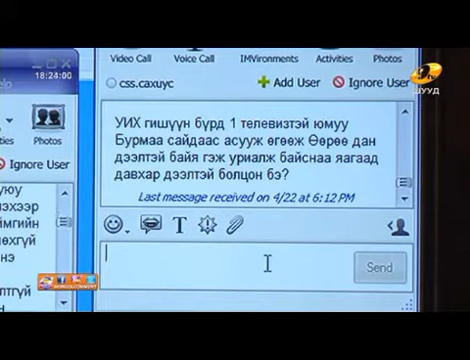 18:24:00
Video Call
Voice Call
IMVironments
Activities
Photos
css.caxuyc
Add User
Ignore User
ШУУД
Photos
Ignore User
УИХ гишүүн бүрд 1 телевизтэй юмуу
Бурмаа сайдаас асууж өгөөж Өөрөө дан
дээлтэй байя гэж уриалж байснаа яагаад
давхар дээлтэй болцон бэ?
Last message received on 4/22 at 6:12 PM
Send